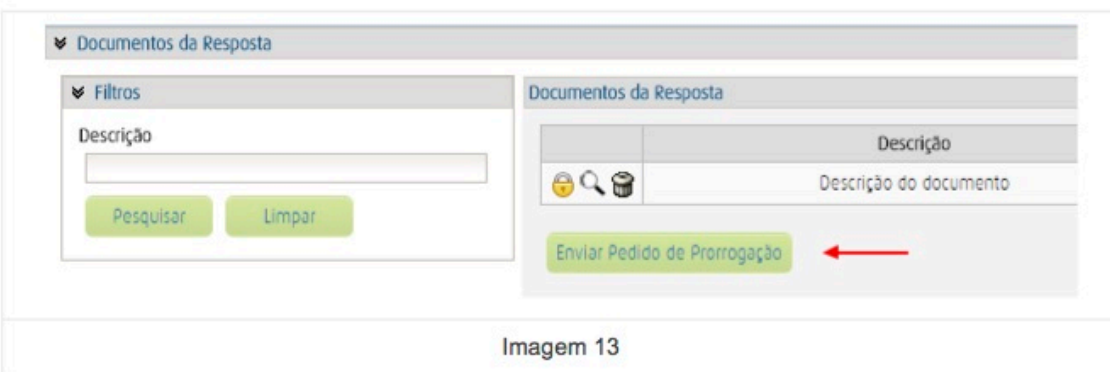 Documentos da Resposta
Filtros
Descrição
Pesquisar
Limpar
Documentos da Resposta
Descrição
Descrição do documento
Enviar Pedido de Prorrogação
Imagem 13